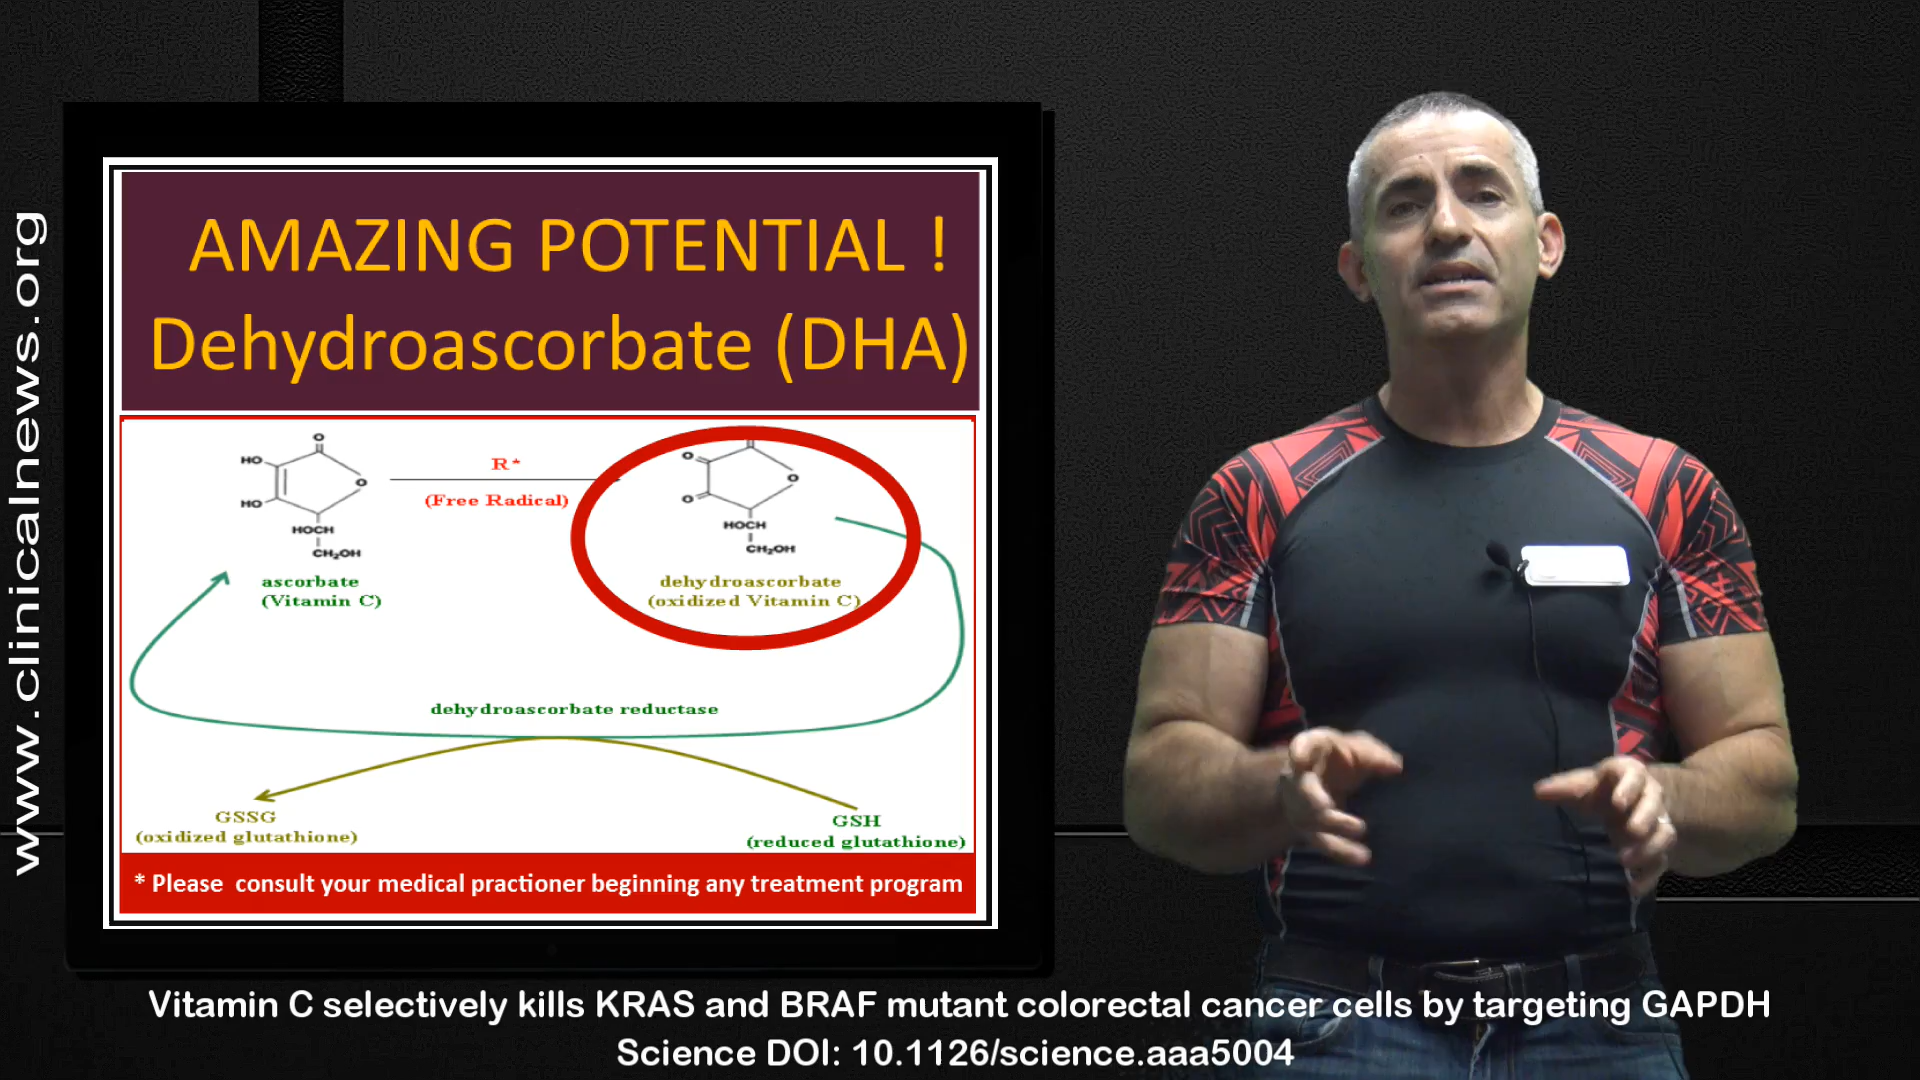 www.clinicalnews.org
AMAZING POTENTIAL !
Dehydroascorbate (DHA)
O
HO
O
HO
HOCH
CH₂OH
ascorbate
(Vitamin C)
R*
(Free Radical)
O
O
O
HOCH
CH₂OH
dehydroascorbate
(oxidized Vitamin C)
dehydroascorbate reductase
GSSG
(oxidized glutathione)
GSH
(reduced glutathione)
* Please consult your medical practioner beginning any treatment program
Vitamin C selectively kills KRAS and BRAF mutant colorectal cancer cells by targeting GAPDH
Science DOI: 10.1126/science.aaa5004